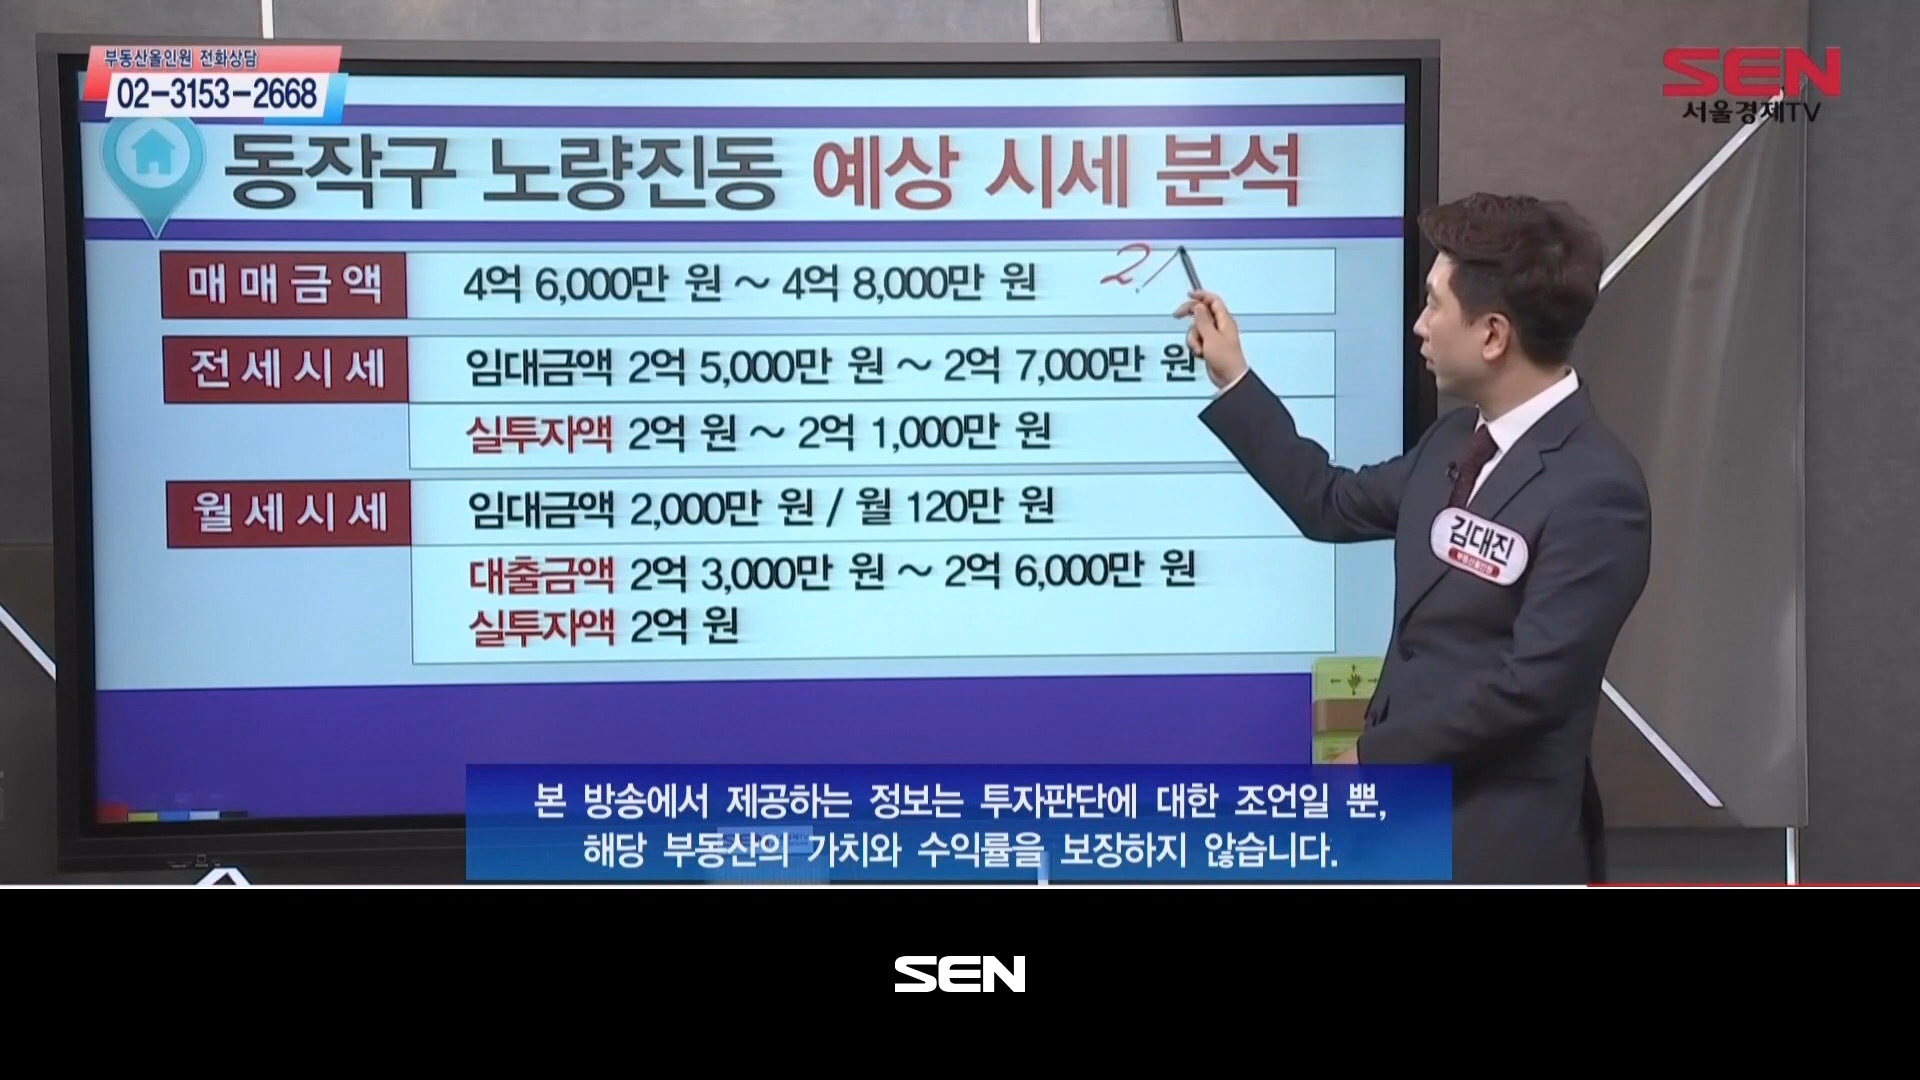 부동산올인원 전화상담
02-3153-2668
SEN
서울경제TV
동작구 노량진동 예상 시세 분석
매매금액 4억 6,000만 원 ~ 4억 8,000만 원
2
전세시세 임대금액 2억 5,000만 원 ~ 2억 7,000만 원
실투자액 2억 원 ~ 2억 1,000만 원
월세시세 임대금액 2,000만 원 / 월 120만 원
대출금액 2억 3,000만 원 ~ 2억 6,000만 원
실투자액 2억 원
김대진
부동산올인원
본 방송에서 제공하는 정보는 투자판단에 대한 조언일 뿐,
해당 부동산의 가치와 수익률을 보장하지 않습니다.
SEN